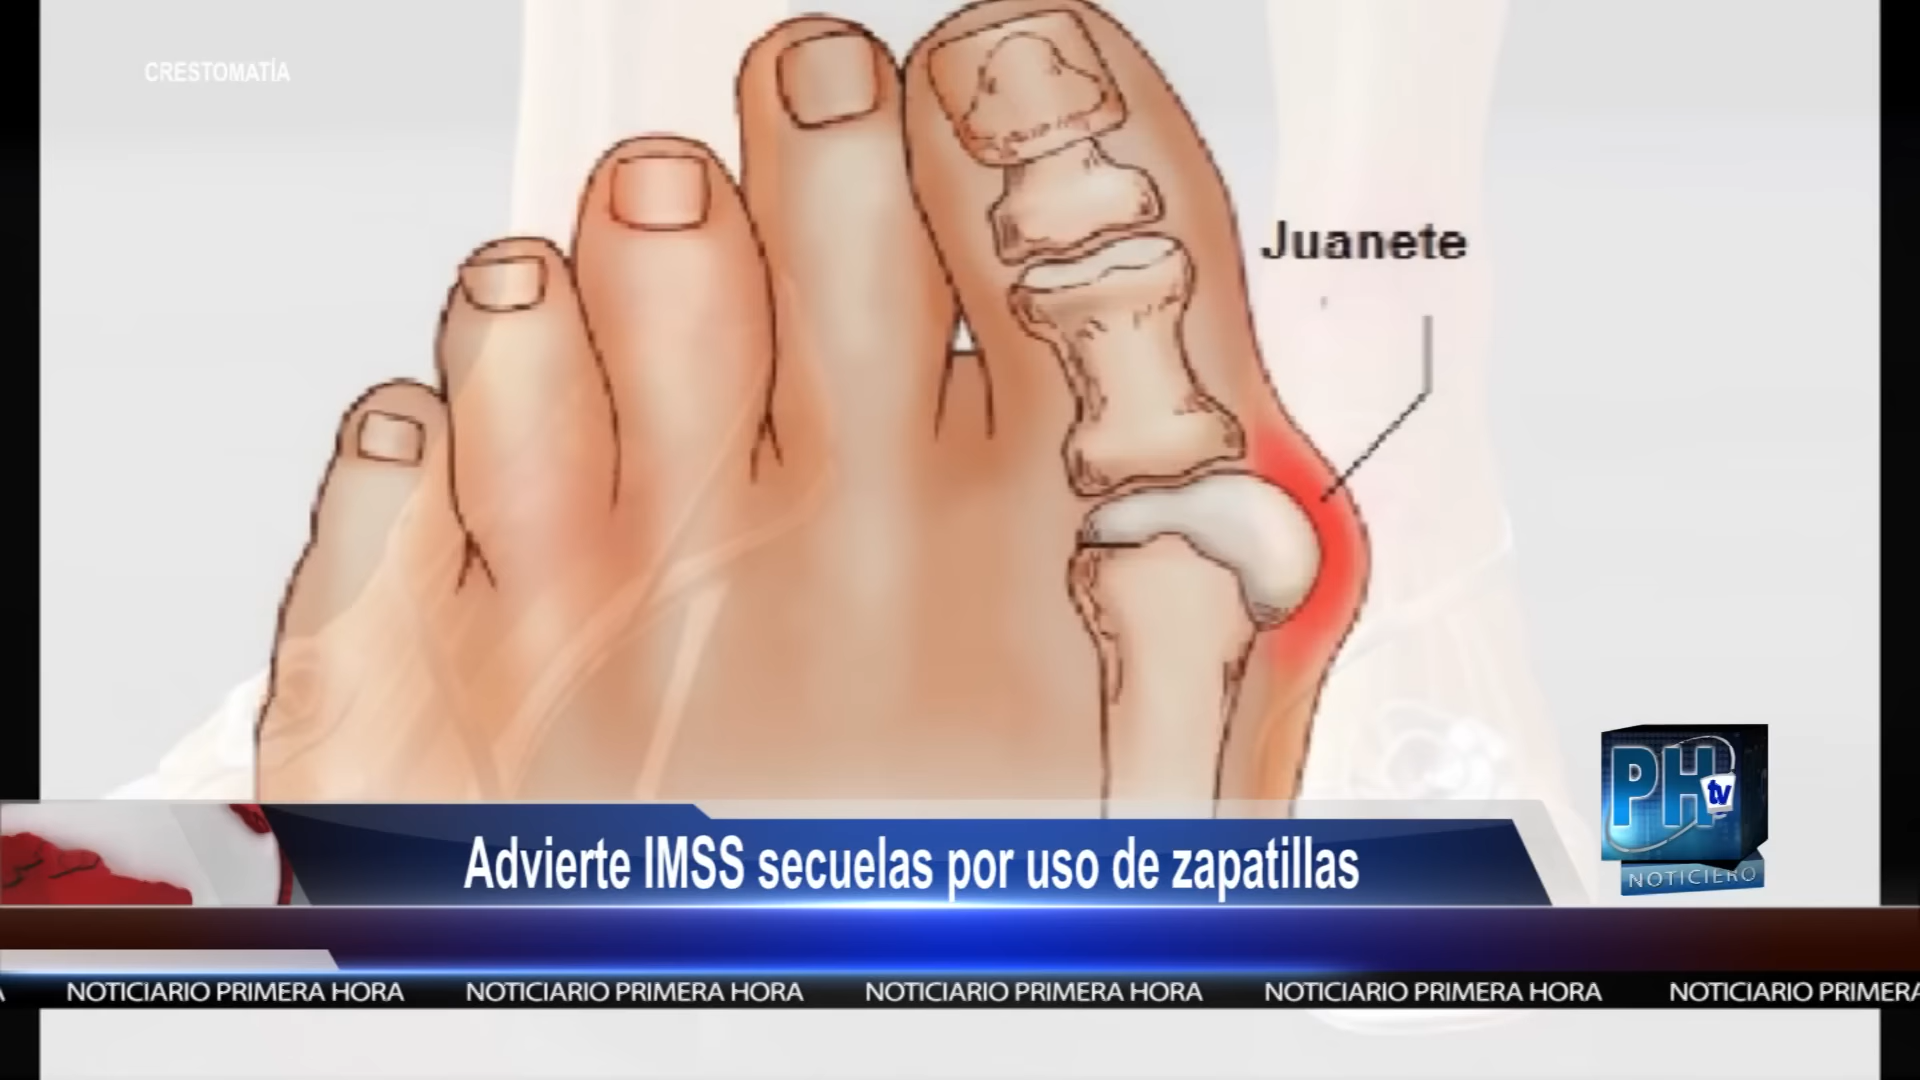 CRESTOMATÍA
Juanete
PH
tv
NOTICIERO
Advierte IMSS secuelas por uso de zapatillas
NOTICIARIO PRIMERA HORA NOTICIARIO PRIMERA HORA NOTICIARIO PRIMERA HORA NOTICIARIO PRIMERA HORA NOTICIARIO PRIMERA